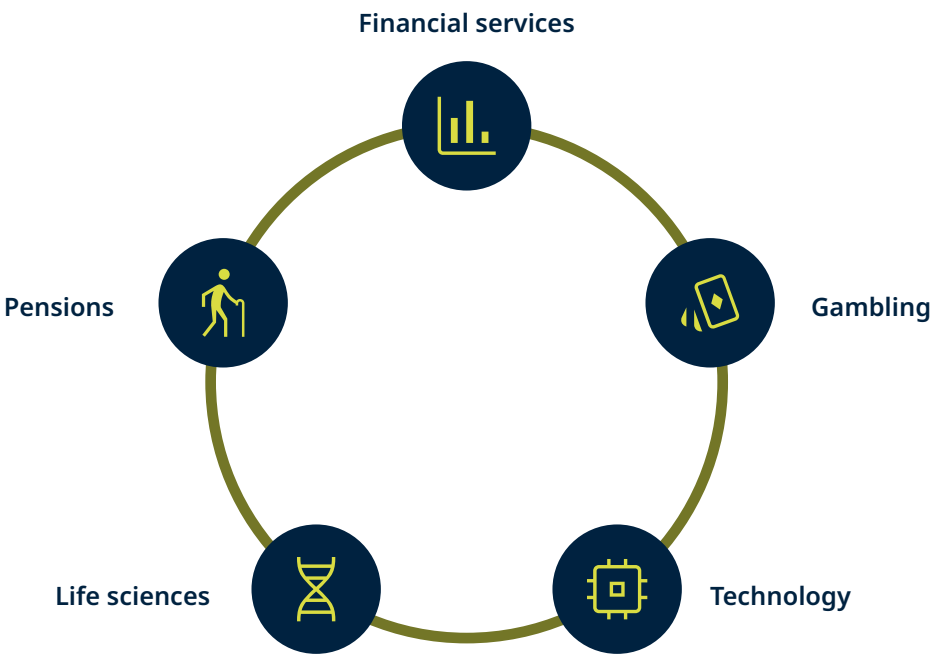 Financial services
Pensions
Gambling
Life sciences
Technology